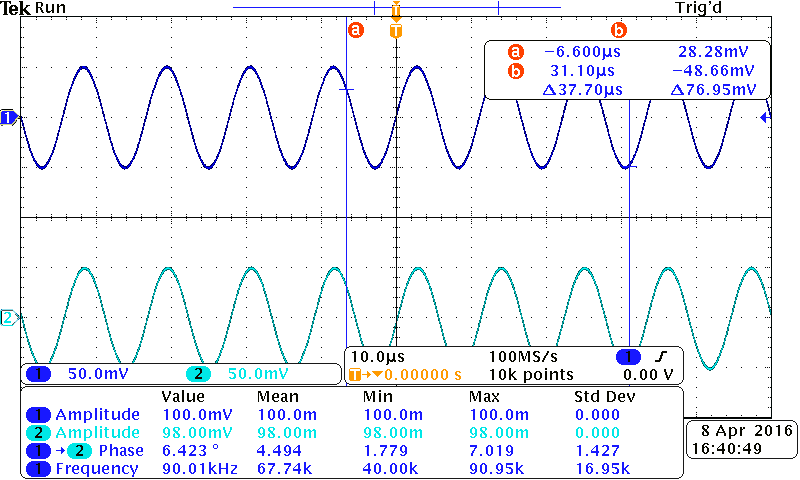 Tek Run Trig'd
T
a b
T
a −6.600µs 28.28mV
b 31.10µs −48.66mV
Δ37.70µs Δ76.95mV
1
2
10.0µs 100MS/s 1 ƒ
1 50.0mV 2 50.0mV
T→▼0.00000 s 10k points 0.00 V
Value Mean Min Max Std Dev
1 Amplitude 100.0mV 100.0m 100.0m 100.0m 0.000
2 Amplitude 98.00mV 98.00m 98.00m 98.00m 0.000
1 → 2 Phase 6.423 ° 4.494 1.779 7.019 1.427
1 Frequency 90.01kHz 67.74k 40.00k 90.95k 16.95k
8 Apr 2016
16:40:49